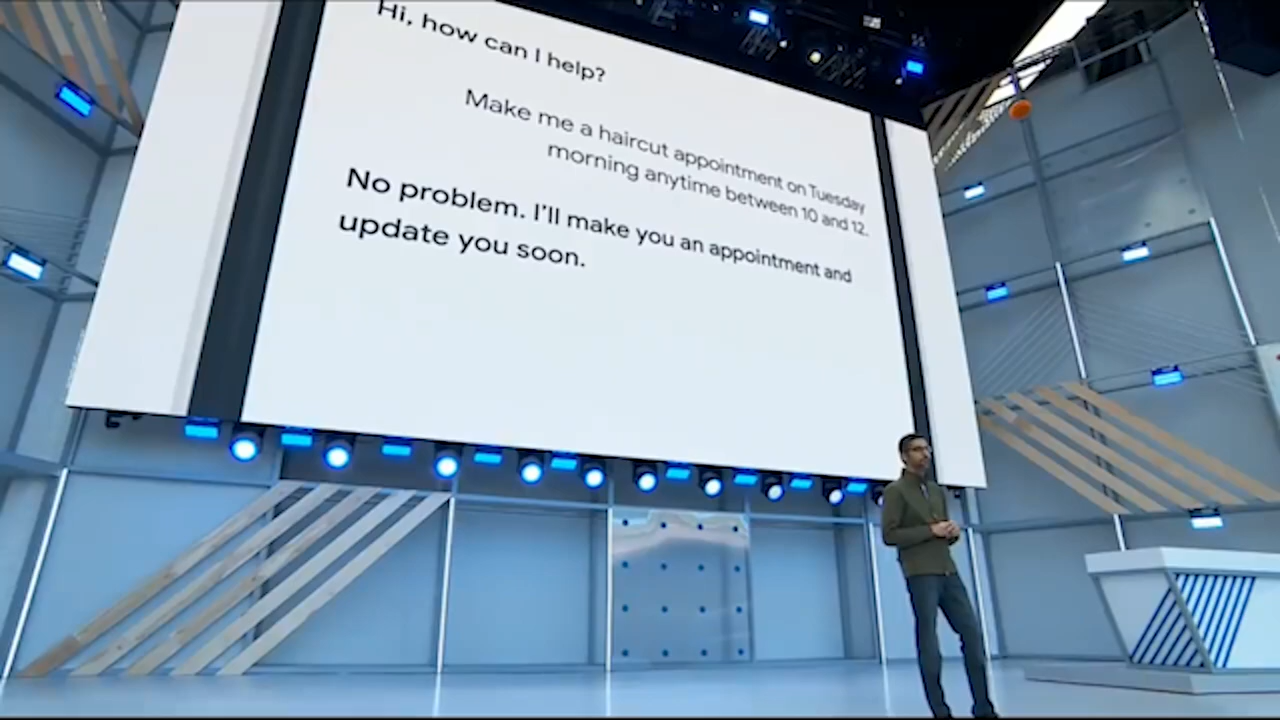 Hi, how can I help?
Make me a haircut appointment on Tuesday
morning anytime between 10 and 12.
No problem. I'll make you an appointment and
update you soon.